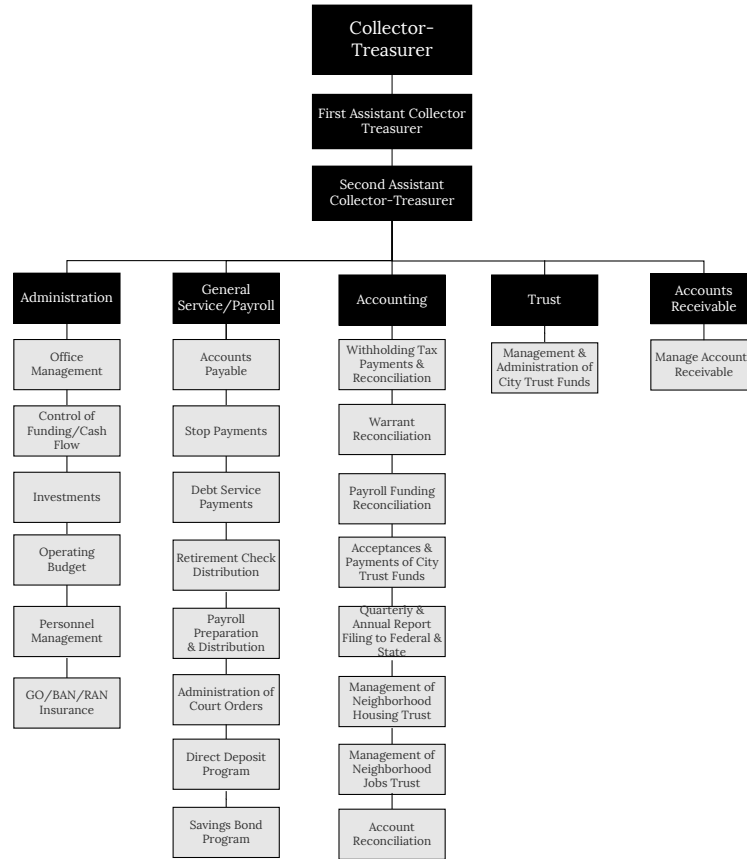 Collector-
Treasurer
First Assistant Collector
Treasurer
Second Assistant
Collector-Treasurer
Administration
General
Service/Payroll
Accounting
Trust
Accounts
Receivable
Office
Management
Control of
Funding/Cash
Flow
Investments
Operating
Budget
Personnel
Management
GO/BAN/RAN
Insurance
Accounts
Payable
Stop Payments
Debt Service
Payments
Retirement Check
Distribution
Payroll
Preparation
& Distribution
Administration of
Court Orders
Direct Deposit
Program
Savings Bond
Program
Withholding Tax
Payments &
Reconciliation
Warrant
Reconciliation
Payroll Funding
Reconciliation
Acceptances &
Payments of City
Trust Funds
Quarterly &
Annual Report
Filing to Federal &
State
Management of
Neighborhood
Housing Trust
Management of
Neighborhood
Jobs Trust
Account
Reconciliation
Management &
Administration of
City Trust Funds
Manage Accounts
Receivable